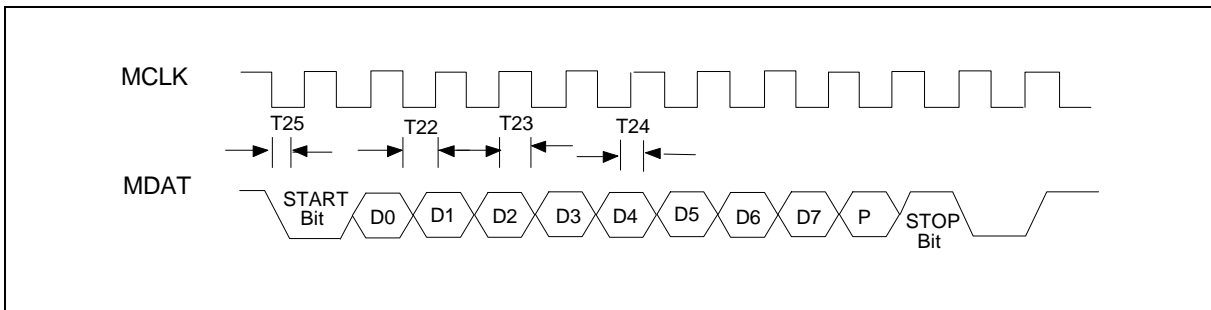 MCLK
T25
T22
T23
T24
MDAT
START
Bit
D0
D1
D2
D3
D4
D5
D6
D7
P
STOP
Bit